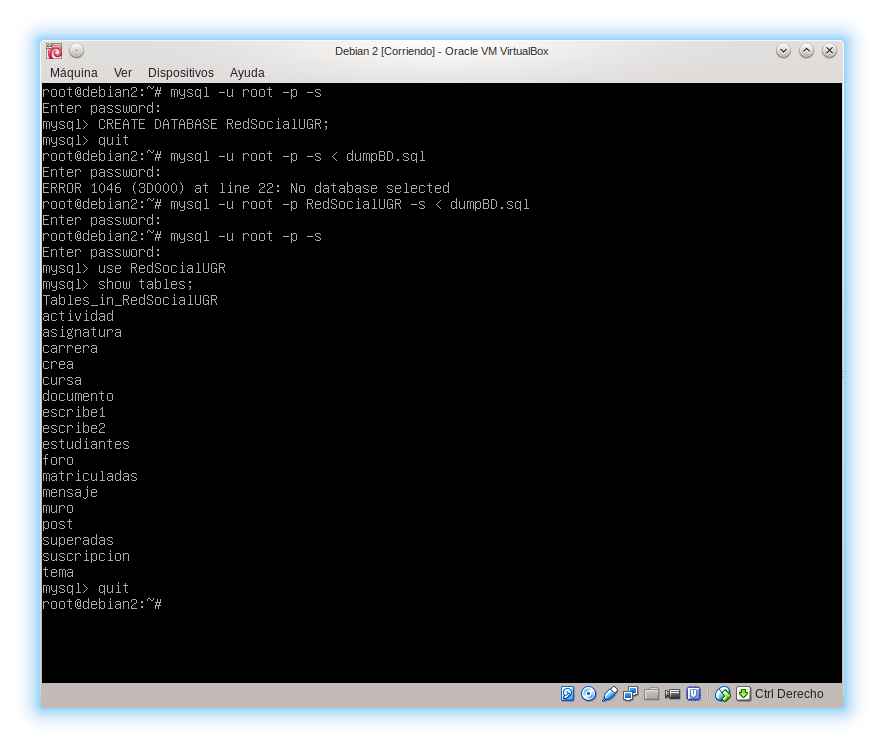 Debian 2 [Corriendo] - Oracle VM VirtualBox
Máquina Ver Dispositivos Ayuda
root@debian2:~# mysql -u root -p -s
Enter password:
mysql> CREATE DATABASE RedSocialUGR;
mysql> quit
root@debian2:~# mysql -u root -p -s < dumpBD.sql
Enter password:
ERROR 1046 (3D000) at line 22: No database selected
root@debian2:~# mysql -u root -p RedSocialUGR -s < dumpBD.sql
Enter password:
root@debian2:~# mysql -u root -p -s
Enter password:
mysql> use RedSocialUGR
mysql> show tables;
Tables_in_RedSocialUGR
actividad
asignatura
carrera
crea
cursa
documento
escribe1
escribe2
estudiantes
foro
matriculadas
mensaje
muro
post
superadas
suscripcion
tema
mysql> quit
root@debian2:~#
Ctrl Derecho